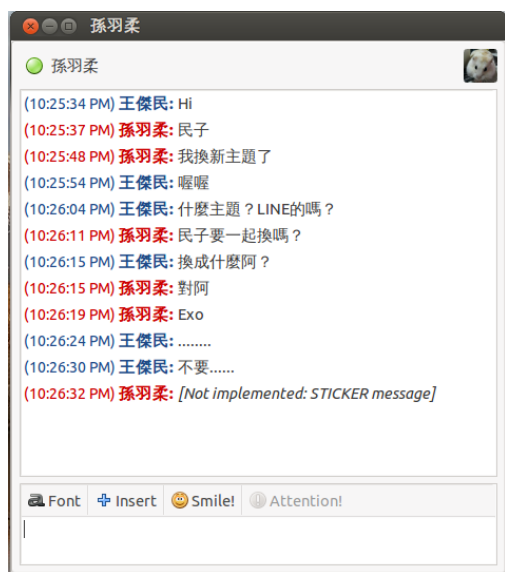 孫羽柔
孫羽柔
(10:25:34 PM) 王傑民: Hi
(10:25:37 PM) 孫羽柔: 民子
(10:25:48 PM) 孫羽柔: 我換新主題了
(10:25:54 PM) 王傑民: 喔喔
(10:26:04 PM) 王傑民: 什麼主題？LINE的嗎？
(10:26:11 PM) 孫羽柔: 民子要一起換嗎？
(10:26:15 PM) 王傑民: 換成什麼阿？
(10:26:15 PM) 孫羽柔: 對阿
(10:26:19 PM) 孫羽柔: Exo
(10:26:24 PM) 王傑民: ........
(10:26:30 PM) 王傑民: 不要......
(10:26:32 PM) 孫羽柔: [Not implemented: STICKER message]
Font Insert Smile! Attention!